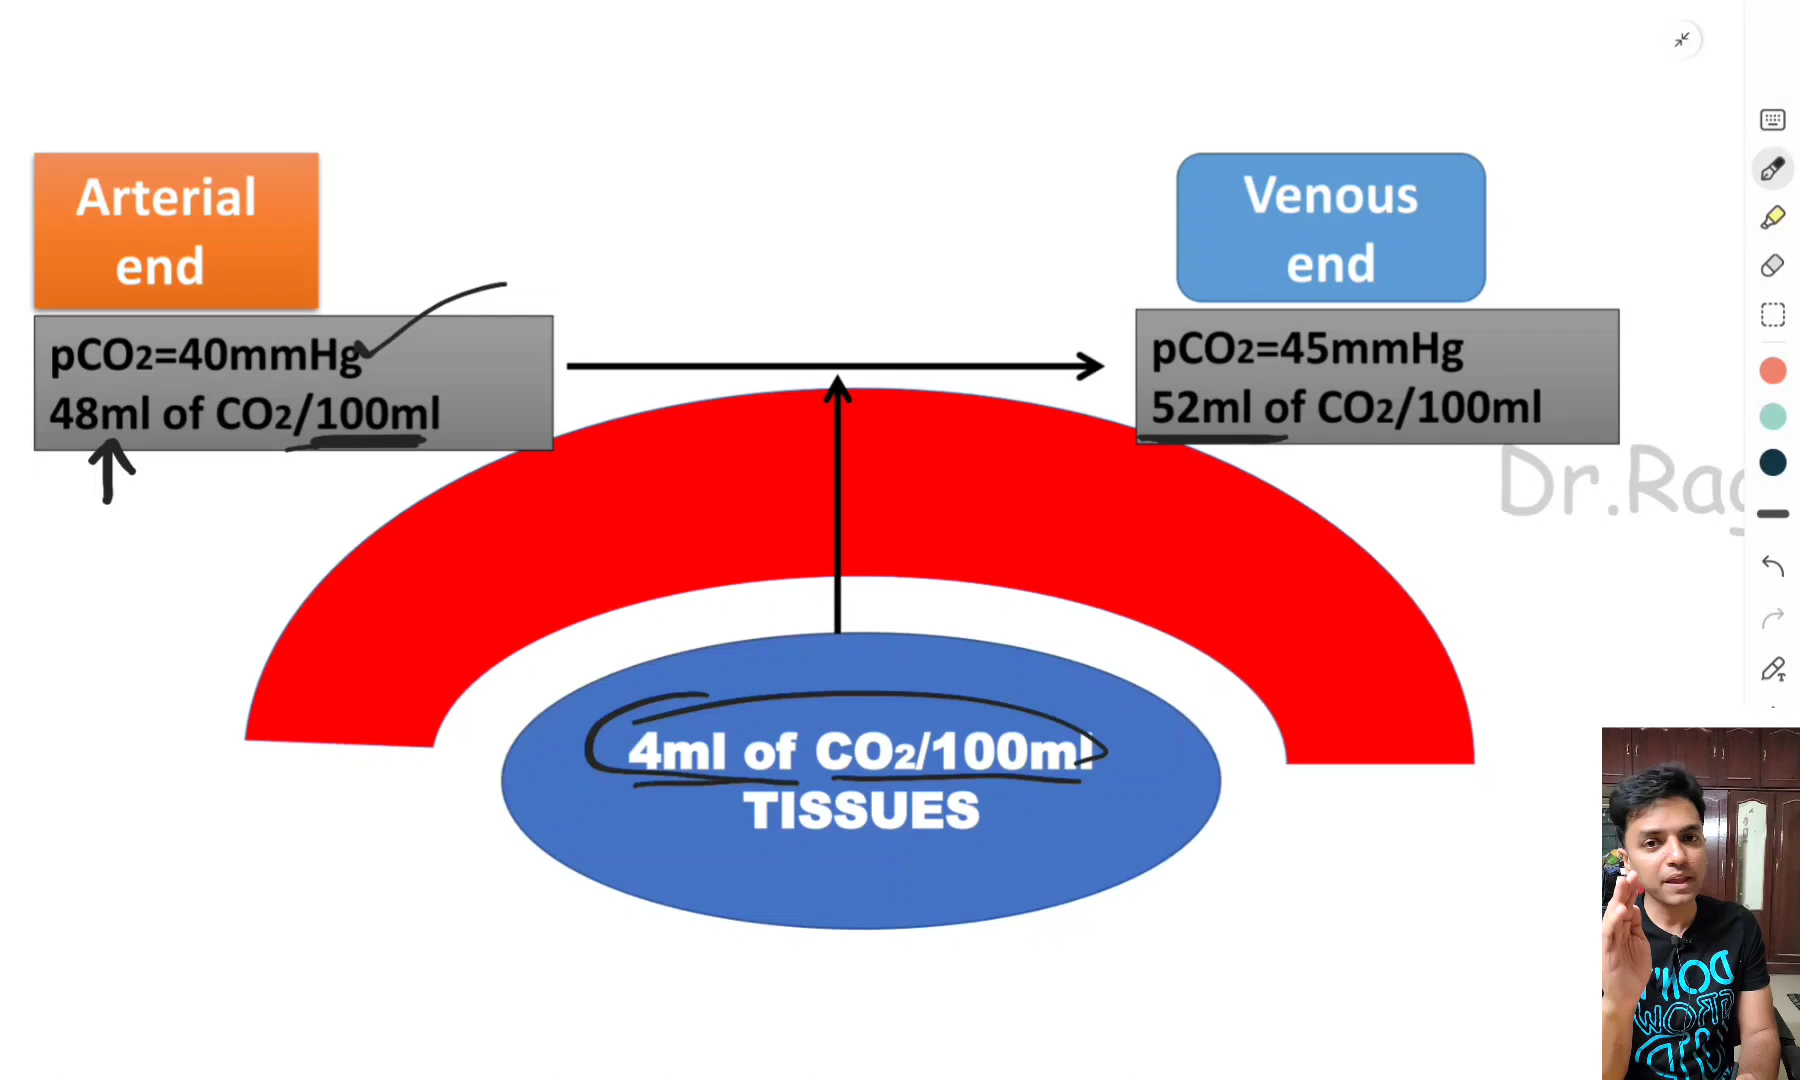 Arterial
end
Venous
end
pCO2=40mmHg
48ml of CO2/100ml
pCO2=45mmHg
52ml of CO2/100ml
Dr.Rag
4ml of CO2/100ml
TISSUES
DON'T